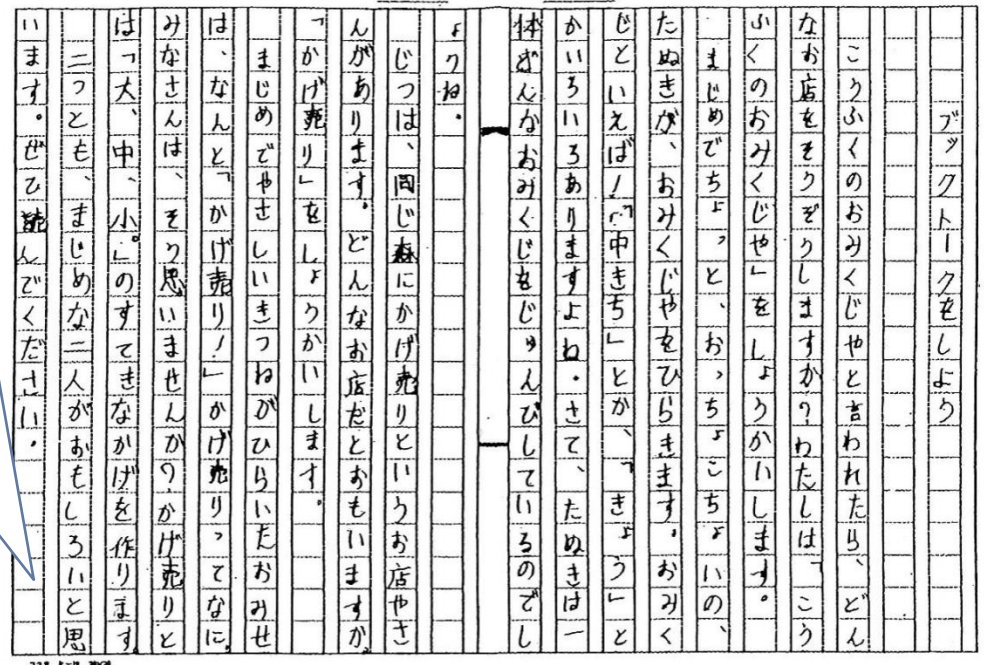 ブックトークをしよう
こうふくのおみくじやと言われたら、どん
なお店をそうぞうしますか?わたしは「こう
ふくのおみくじや」をしょうかいします。
まじめでちょっと、おっちょこちょいの、
たぬきが、おみくじやをひらきます。おみく
じといえば!「中きち」とか、「きょう」と
かいろいろありますよね。さて、たぬきは一
体どんなおみくじをじゅんびしているのでし
ょうね。
じつは、同じ森にかげ売りというお店やさ
んがあります。どんなお店だとおもいますか。
「かげ売り」をしょうかいします。
まじめでやさしいきつねがひらいたおみせ
は、なんと「かげ売り!」かげ売りってなに。
みなさんは、そう思いませんか?かげ売りと
は「大、中、小。」のすてきなかげを作ります。
二つとも、まじめな二人がおもしろいと思
います。ぜひ読んでください。